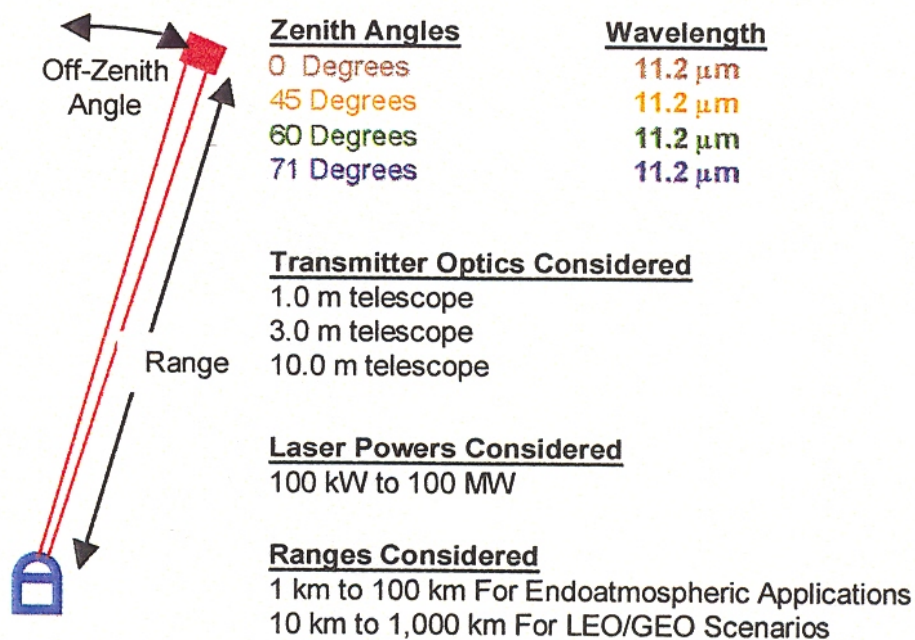 Off-Zenith
Angle
Range
Zenith Angles Wavelength
0 Degrees 11.2 μm
45 Degrees 11.2 μm
60 Degrees 11.2 μm
71 Degrees 11.2 μm
Transmitter Optics Considered
1.0 m telescope
3.0 m telescope
10.0 m telescope
Laser Powers Considered
100 kW to 100 MW
Ranges Considered
1 km to 100 km For Endoatmospheric Applications
10 km to 1,000 km For LEO/GEO Scenarios